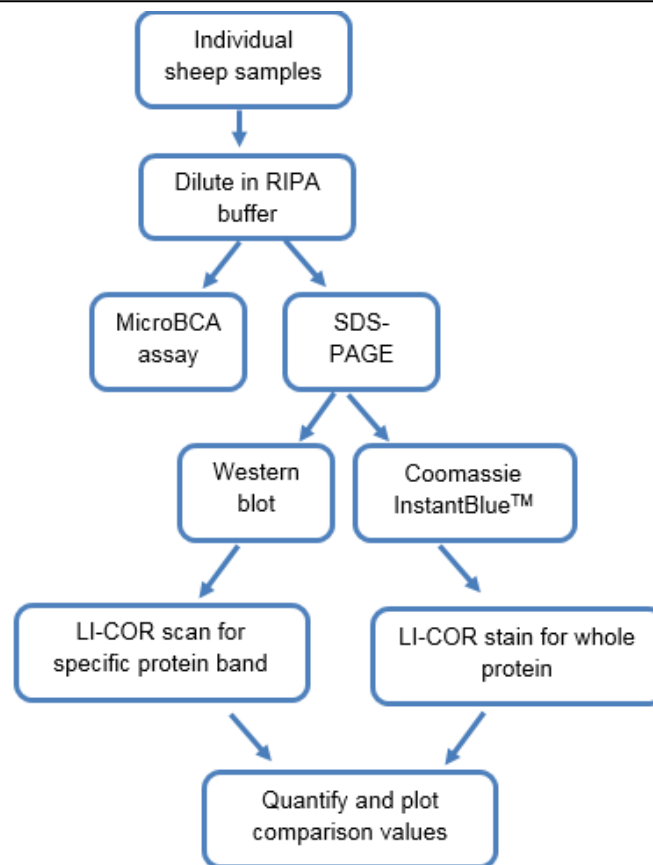 Individual
sheep samples
Dilute in RIPA
buffer
MicroBCA
assay
SDS-
PAGE
Western
blot
Coomassie
InstantBlue™
LI-COR scan for
specific protein band
LI-COR stain for whole
protein
Quantify and plot
comparison values